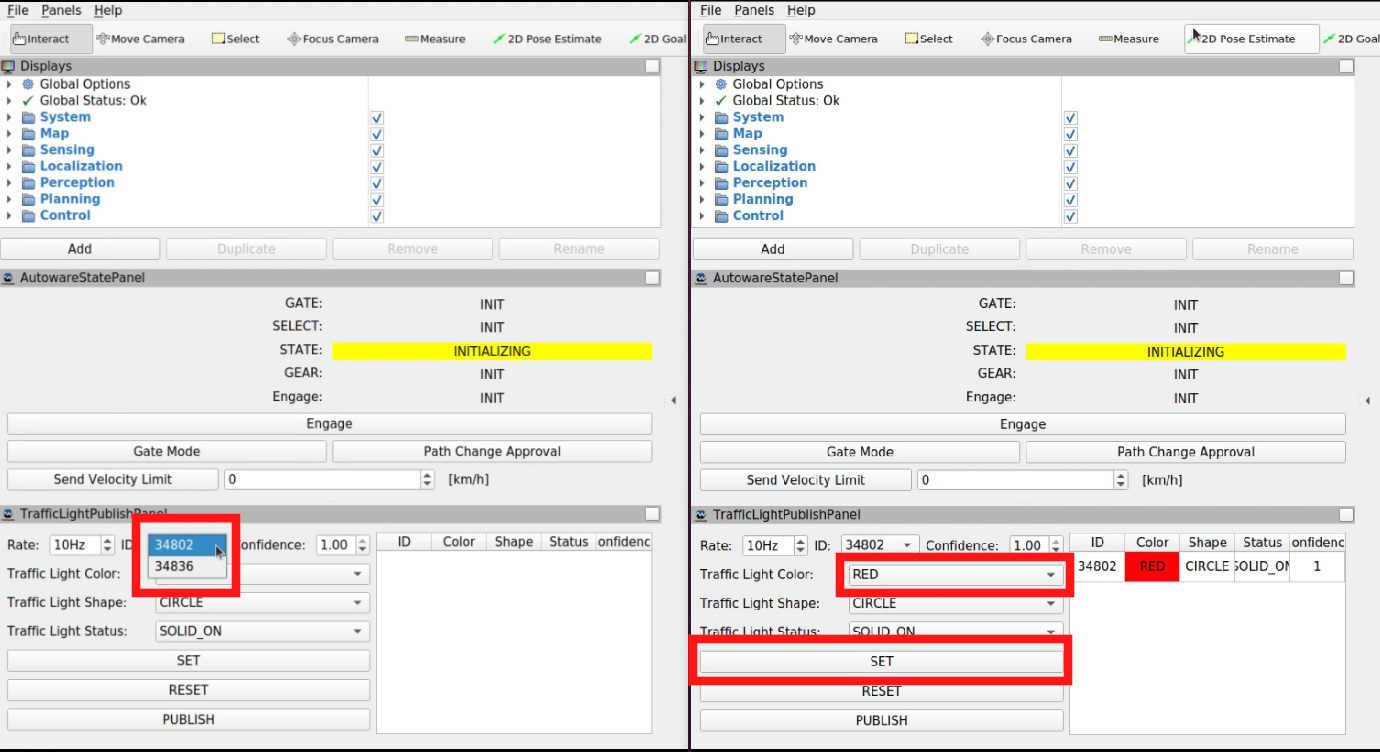 File Panels Help
Interact Move Camera Select Focus Camera Measure 2D Pose Estimate 2D Goal
Displays
Global Options
Global Status: Ok
System
Map
Sensing
Localization
Perception
Planning
Control
Add Duplicate Remove Rename
AutowareStatePanel
GATE: INIT
SELECT: INIT
STATE: INITIALIZING
GEAR: INIT
Engage: INIT
Engage
Gate Mode Path Change Approval
Send Velocity Limit 0 [km/h]
TrafficLightPublishPanel
Rate: 10Hz ID 34802 onfidence: 1.00 ID Color Shape Status onfidenc
34836
Traffic Light Color:
Traffic Light Shape: CIRCLE
Traffic Light Status: SOLID_ON
SET
RESET
PUBLISH
File Panels Help
Interact Move Camera Select Focus Camera Measure 2D Pose Estimate 2D Goal
Displays
Global Options
Global Status: Ok
System
Map
Sensing
Localization
Perception
Planning
Control
Add Duplicate Remove Rename
AutowareStatePanel
GATE: INIT
SELECT: INIT
STATE: INITIALIZING
GEAR: INIT
Engage: INIT
Engage
Gate Mode Path Change Approval
Send Velocity Limit 0 [km/h]
TrafficLightPublishPanel
Rate: 10Hz ID: 34802 Confidence: 1.00 ID Color Shape Status onfidenc
34802 RED CIRCLE SOLID_ON 1
Traffic Light Color: RED
Traffic Light Shape: CIRCLE
Traffic Light Status: SOLID_ON
SET
RESET
PUBLISH